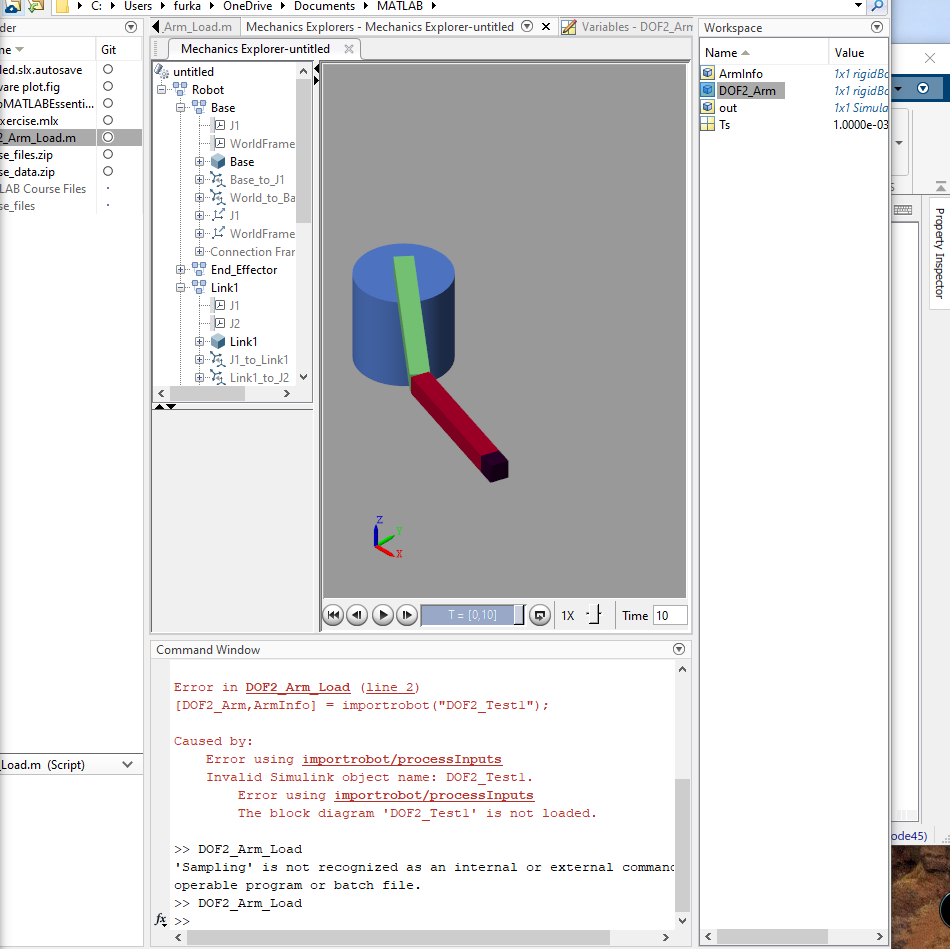 C: Users furka OneDrive Documents MATLAB
der
Arm_Load.m
Mechanics Explorers - Mechanics Explorer-untitled
Variables - DOF2_Arm
Workspace
ne
Git
led.slx.autosave
are plot.fig
oMATLABEssenti...
xercise.mlx
2_Arm_Load.m
se_files.zip
se_data.zip
LAB Course Files
se_files
Mechanics Explorer-untitled
untitled
Robot
Base
J1
WorldFrame
Base
Base_to_J1
World_to_Ba
J1
WorldFrame
Connection Frar
End_Effector
Link1
J1
J2
Link1
J1_to_Link1
Link1_to_J2
Z
Y
X
T = [0,10]
1X
Time
10
Name
Value
ArmInfo
1x1 rigidBo
DOF2_Arm
1x1 rigidBo
out
1x1 Simula
Ts
1.0000e-03
Property Inspector
Load.m (Script)
Command Window
Error in DOF2_Arm_Load (line 2)
[DOF2_Arm,ArmInfo] = importrobot("DOF2_Test1");
Caused by:
Error using importrobot/processInputs
Invalid Simulink object name: DOF2_Test1.
Error using importrobot/processInputs
The block diagram 'DOF2_Test1' is not loaded.
>> DOF2_Arm_Load
'Sampling' is not recognized as an internal or external command
operable program or batch file.
>> DOF2_Arm_Load
fx >>
ode45)